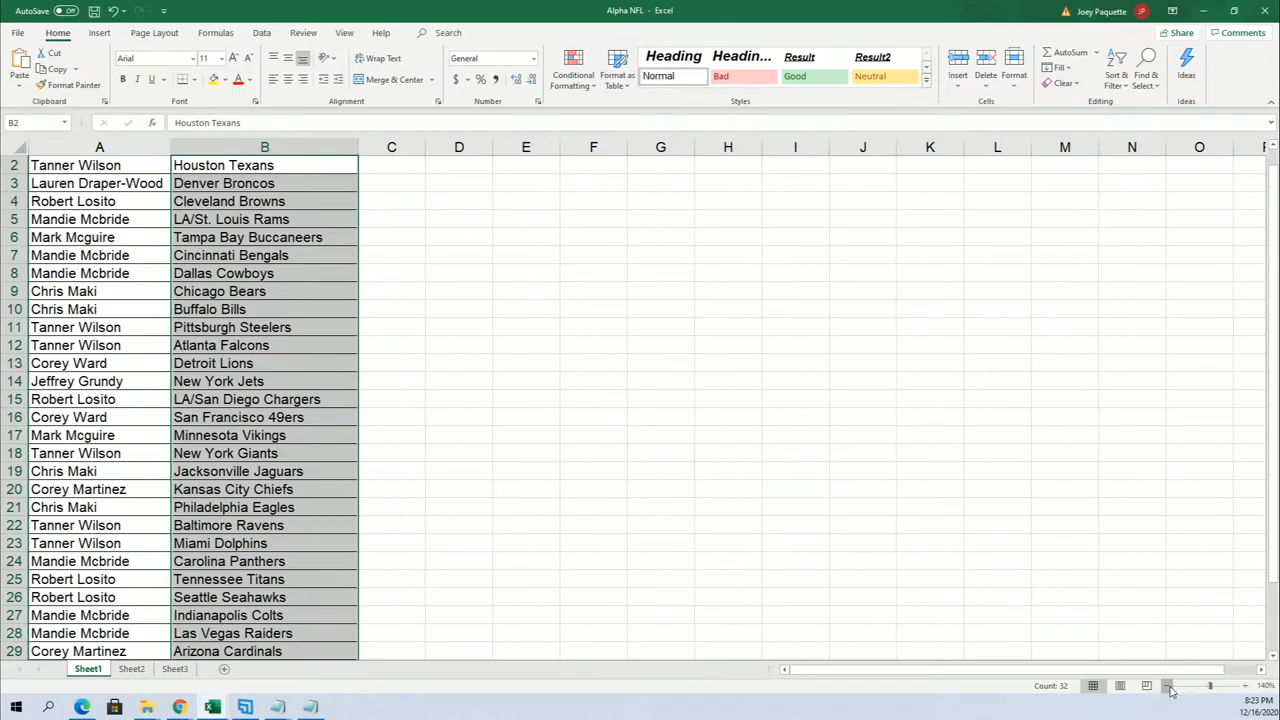 AutoSave Off Alpha NFL - Excel Joey Paquette JP
File Home Insert Page Layout Formulas Data Review View Help Search Share Comments
Paste Cut Copy Format Painter Clipboard
Arial 11 A A B I U A Font
ab Wrap Text Merge & Center Alignment
General $ % , Number
Conditional Formatting Format as Table
Heading Headin... Result Result2
Normal Bad Good Neutral
Styles
Insert Delete Format Cells
AutoSum Fill Clear Sort & Filter Find & Select Editing
Ideas Ideas
B2 fx Houston Texans
A B C D E F G H I J K L M N O
2 Tanner Wilson Houston Texans
3 Lauren Draper-Wood Denver Broncos
4 Robert Losito Cleveland Browns
5 Mandie Mcbride LA/St. Louis Rams
6 Mark Mcguire Tampa Bay Buccaneers
7 Mandie Mcbride Cincinnati Bengals
8 Mandie Mcbride Dallas Cowboys
9 Chris Maki Chicago Bears
10 Chris Maki Buffalo Bills
11 Tanner Wilson Pittsburgh Steelers
12 Tanner Wilson Atlanta Falcons
13 Corey Ward Detroit Lions
14 Jeffrey Grundy New York Jets
15 Robert Losito LA/San Diego Chargers
16 Corey Ward San Francisco 49ers
17 Mark Mcguire Minnesota Vikings
18 Tanner Wilson New York Giants
19 Chris Maki Jacksonville Jaguars
20 Corey Martinez Kansas City Chiefs
21 Chris Maki Philadelphia Eagles
22 Tanner Wilson Baltimore Ravens
23 Tanner Wilson Miami Dolphins
24 Mandie Mcbride Carolina Panthers
25 Robert Losito Tennessee Titans
26 Robert Losito Seattle Seahawks
27 Mandie Mcbride Indianapolis Colts
28 Mandie Mcbride Las Vegas Raiders
29 Corey Martinez Arizona Cardinals
Sheet1 Sheet2 Sheet3
Count: 32 140%
8:23 PM
12/16/2020